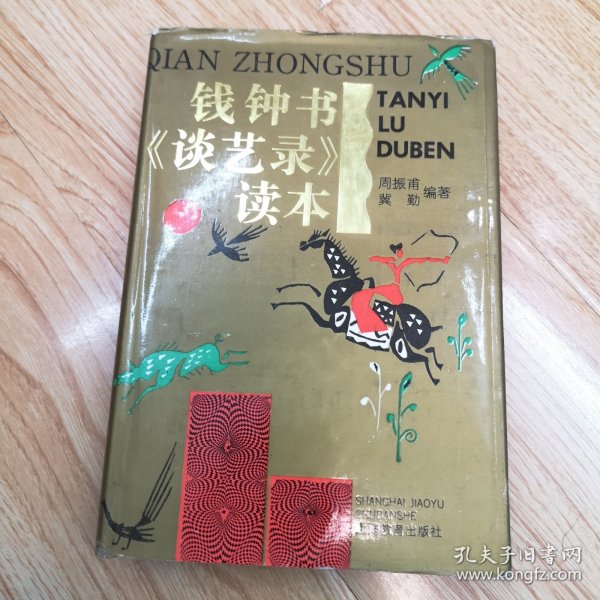 QIAN ZHONGSHU
钱钟书
《谈艺录》
读本
TANYI
LU
DUBEN
周振甫
冀勤
编著
SHANGHAI JIAOYU
CHUBANSHE
上海教育出版社
孔夫子旧书网
www.kongfz.com